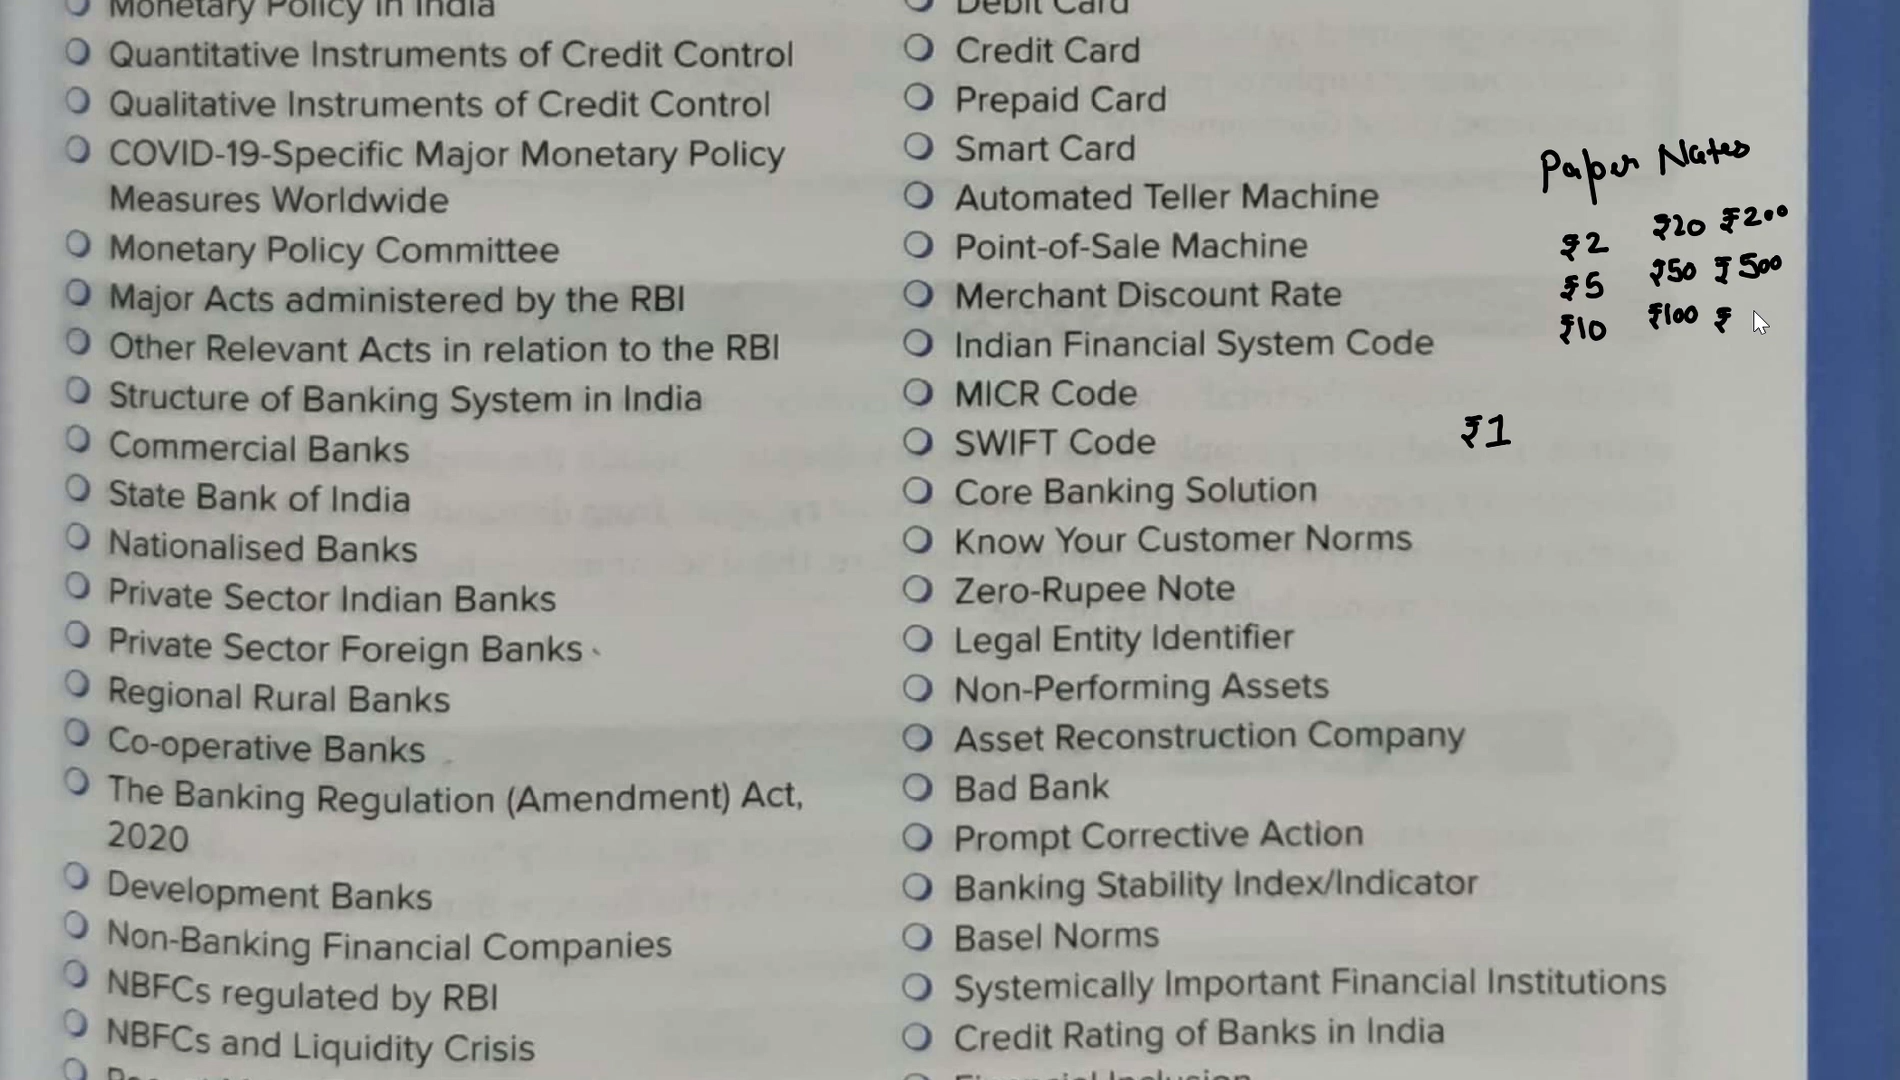 Monetary Policy in India
Quantitative Instruments of Credit Control
Qualitative Instruments of Credit Control
COVID-19-Specific Major Monetary Policy
Measures Worldwide
Monetary Policy Committee
Major Acts administered by the RBI
Other Relevant Acts in relation to the RBI
Structure of Banking System in India
Commercial Banks
State Bank of India
Nationalised Banks
Private Sector Indian Banks
Private Sector Foreign Banks
Regional Rural Banks
Co-operative Banks
The Banking Regulation (Amendment) Act,
2020
Development Banks
Non-Banking Financial Companies
NBFCs regulated by RBI
NBFCs and Liquidity Crisis
Debit Card
Credit Card
Prepaid Card
Smart Card
Automated Teller Machine
Point-of-Sale Machine
Merchant Discount Rate
Indian Financial System Code
MICR Code
SWIFT Code
Core Banking Solution
Know Your Customer Norms
Zero-Rupee Note
Legal Entity Identifier
Non-Performing Assets
Asset Reconstruction Company
Bad Bank
Prompt Corrective Action
Banking Stability Index/Indicator
Basel Norms
Systemically Important Financial Institutions
Credit Rating of Banks in India
Financial Inclusion
Paper Notes
₹2 ₹20 ₹200
₹5 ₹50 ₹500
₹10 ₹100 ₹
₹1